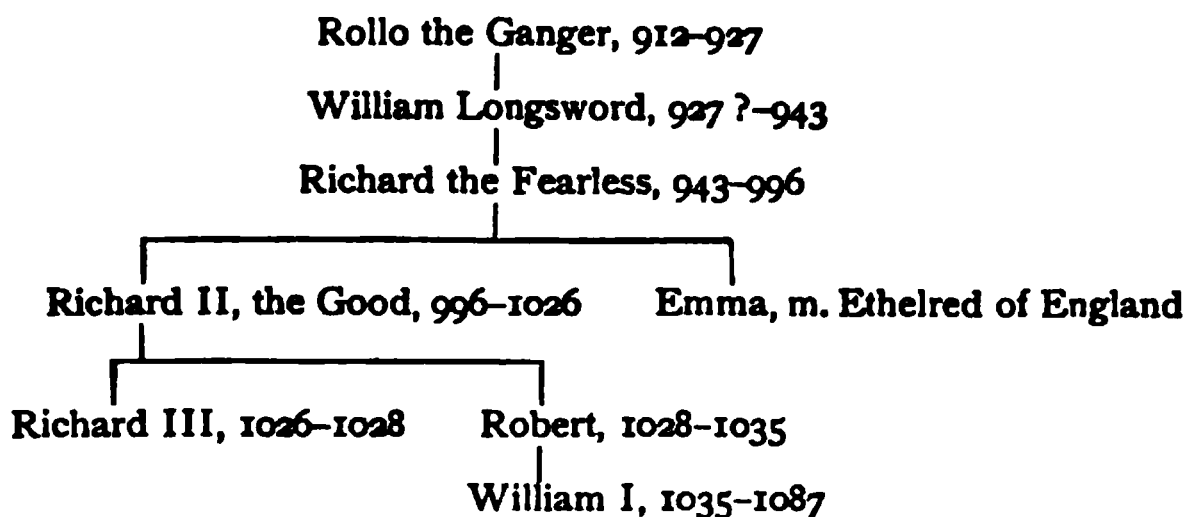 Rollo the Ganger, 912–927
William Longsword, 927 ?–943
Richard the Fearless, 943–996
Richard II, the Good, 996–1026 Emma, m. Ethelred of England
Richard III, 1026–1028 Robert, 1028–1035
William I, 1035–1087